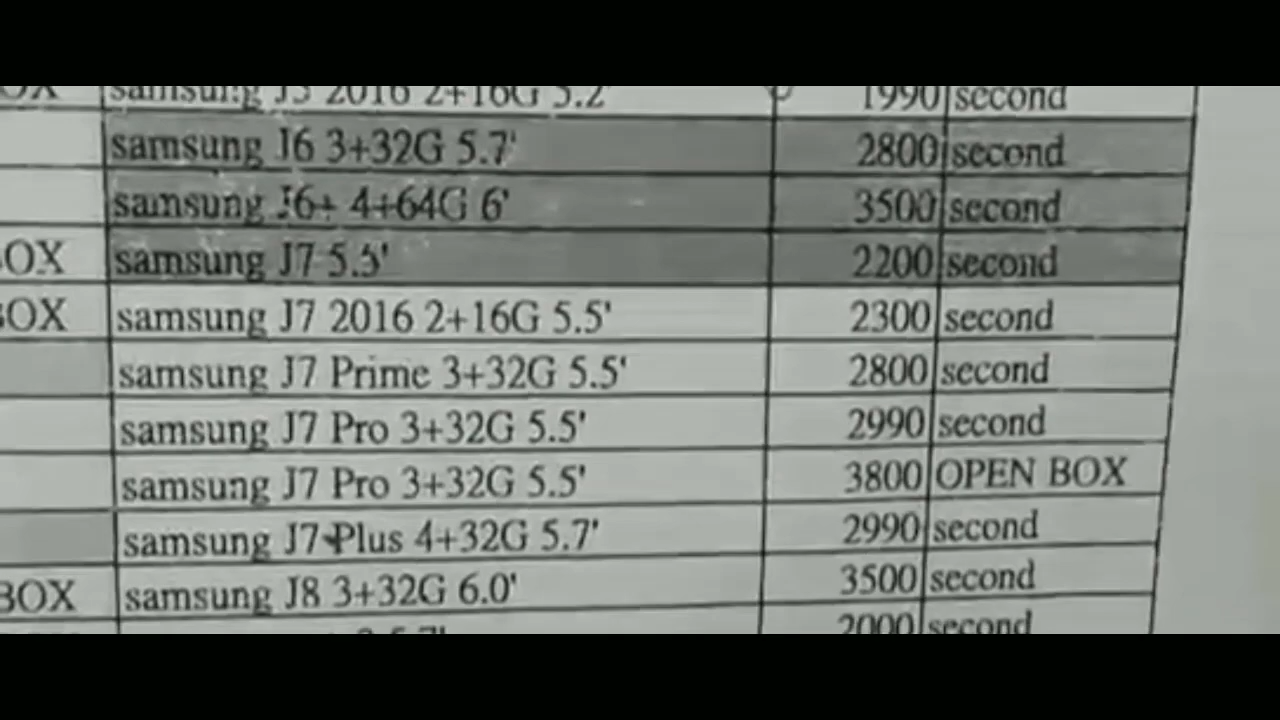 OX samsung J5 2016 2+16G 5.2' 1990 second
samsung J6 3+32G 5.7' 2800 second
samsung J6+ 4+64G 6' 3500 second
BOX samsung J7 5.5' 2200 second
BOX samsung J7 2016 2+16G 5.5' 2300 second
samsung J7 Prime 3+32G 5.5' 2800 second
samsung J7 Pro 3+32G 5.5' 2990 second
samsung J7 Pro 3+32G 5.5' 3800 OPEN BOX
samsung J7 Plus 4+32G 5.7' 2990 second
BOX samsung J8 3+32G 6.0' 3500 second
5.7' 2000 second